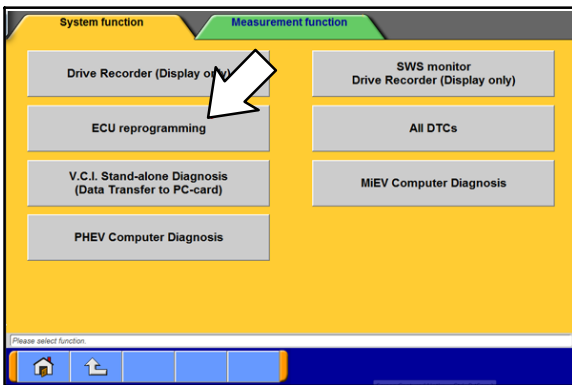 System function
Measurement function
Drive Recorder (Display only)
SWS monitor
Drive Recorder (Display only)
ECU reprogramming
All DTCs
V.C.I. Stand-alone Diagnosis
(Data Transfer to PC-card)
MiEV Computer Diagnosis
PHEV Computer Diagnosis
Please select function.